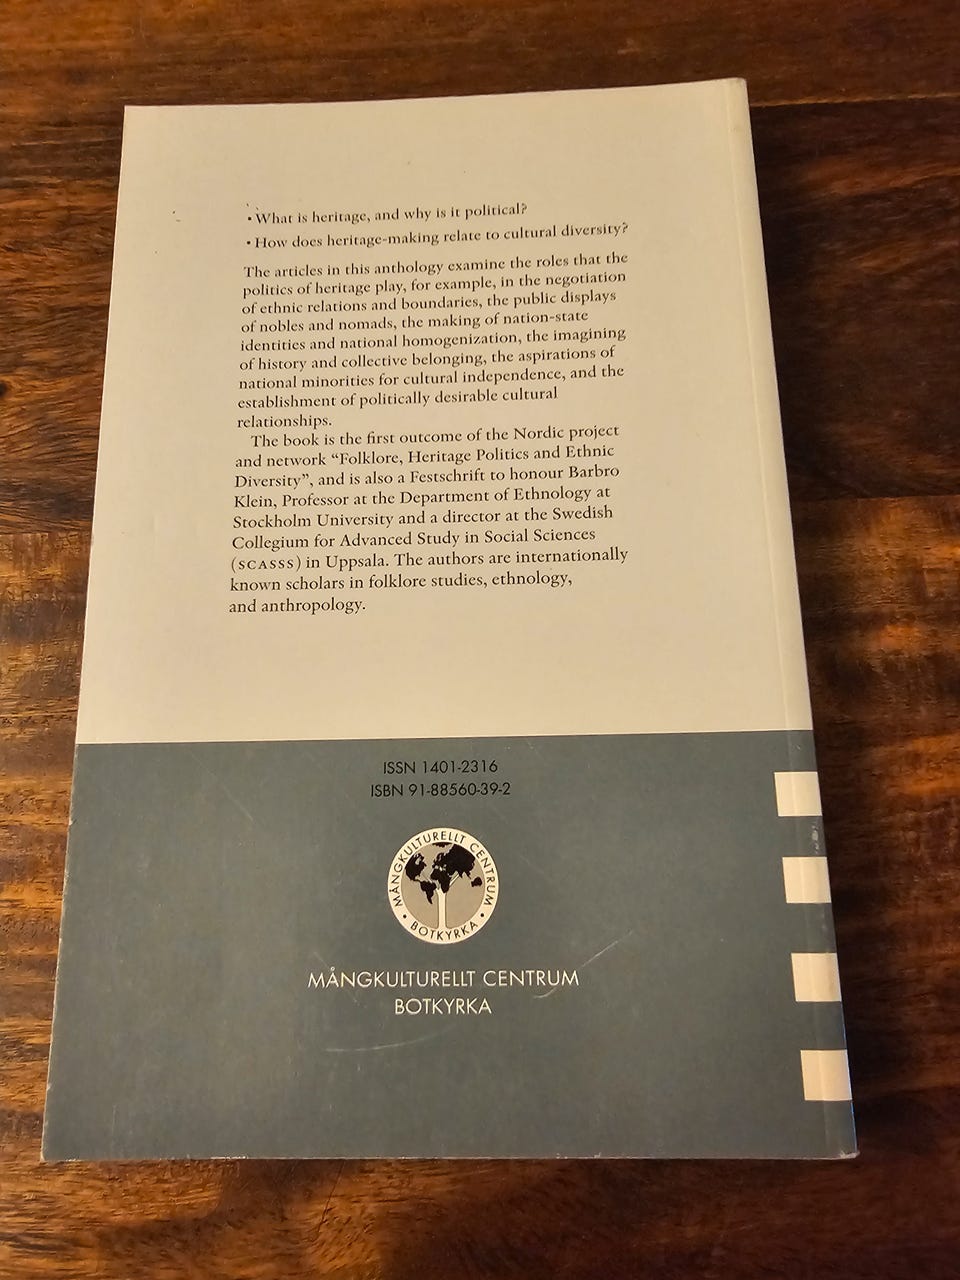 • What is heritage, and why is it political?
• How does heritage-making relate to cultural diversity?
The articles in this anthology examine the roles that the
politics of heritage play, for example, in the negotiation
of ethnic relations and boundaries, the public displays
of nobles and nomads, the making of nation-state
identities and national homogenization, the imagining
of history and collective belonging, the aspirations of
national minorities for cultural independence, and the
establishment of politically desirable cultural
relationships.
The book is the first outcome of the Nordic project
and network “Folklore, Heritage Politics and Ethnic
Diversity”, and is also a Festschrift to honour Barbro
Klein, Professor at the Department of Ethnology at
Stockholm University and a director at the Swedish
Collegium for Advanced Study in Social Sciences
(SCASSS) in Uppsala. The authors are internationally
known scholars in folklore studies, ethnology,
and anthropology.
ISSN 1401-2316
ISBN 91-88560-39-2
MÅNGKULTURELLT CENTRUM
• BOTKYRKA •
MÅNGKULTURELLT CENTRUM
BOTKYRKA